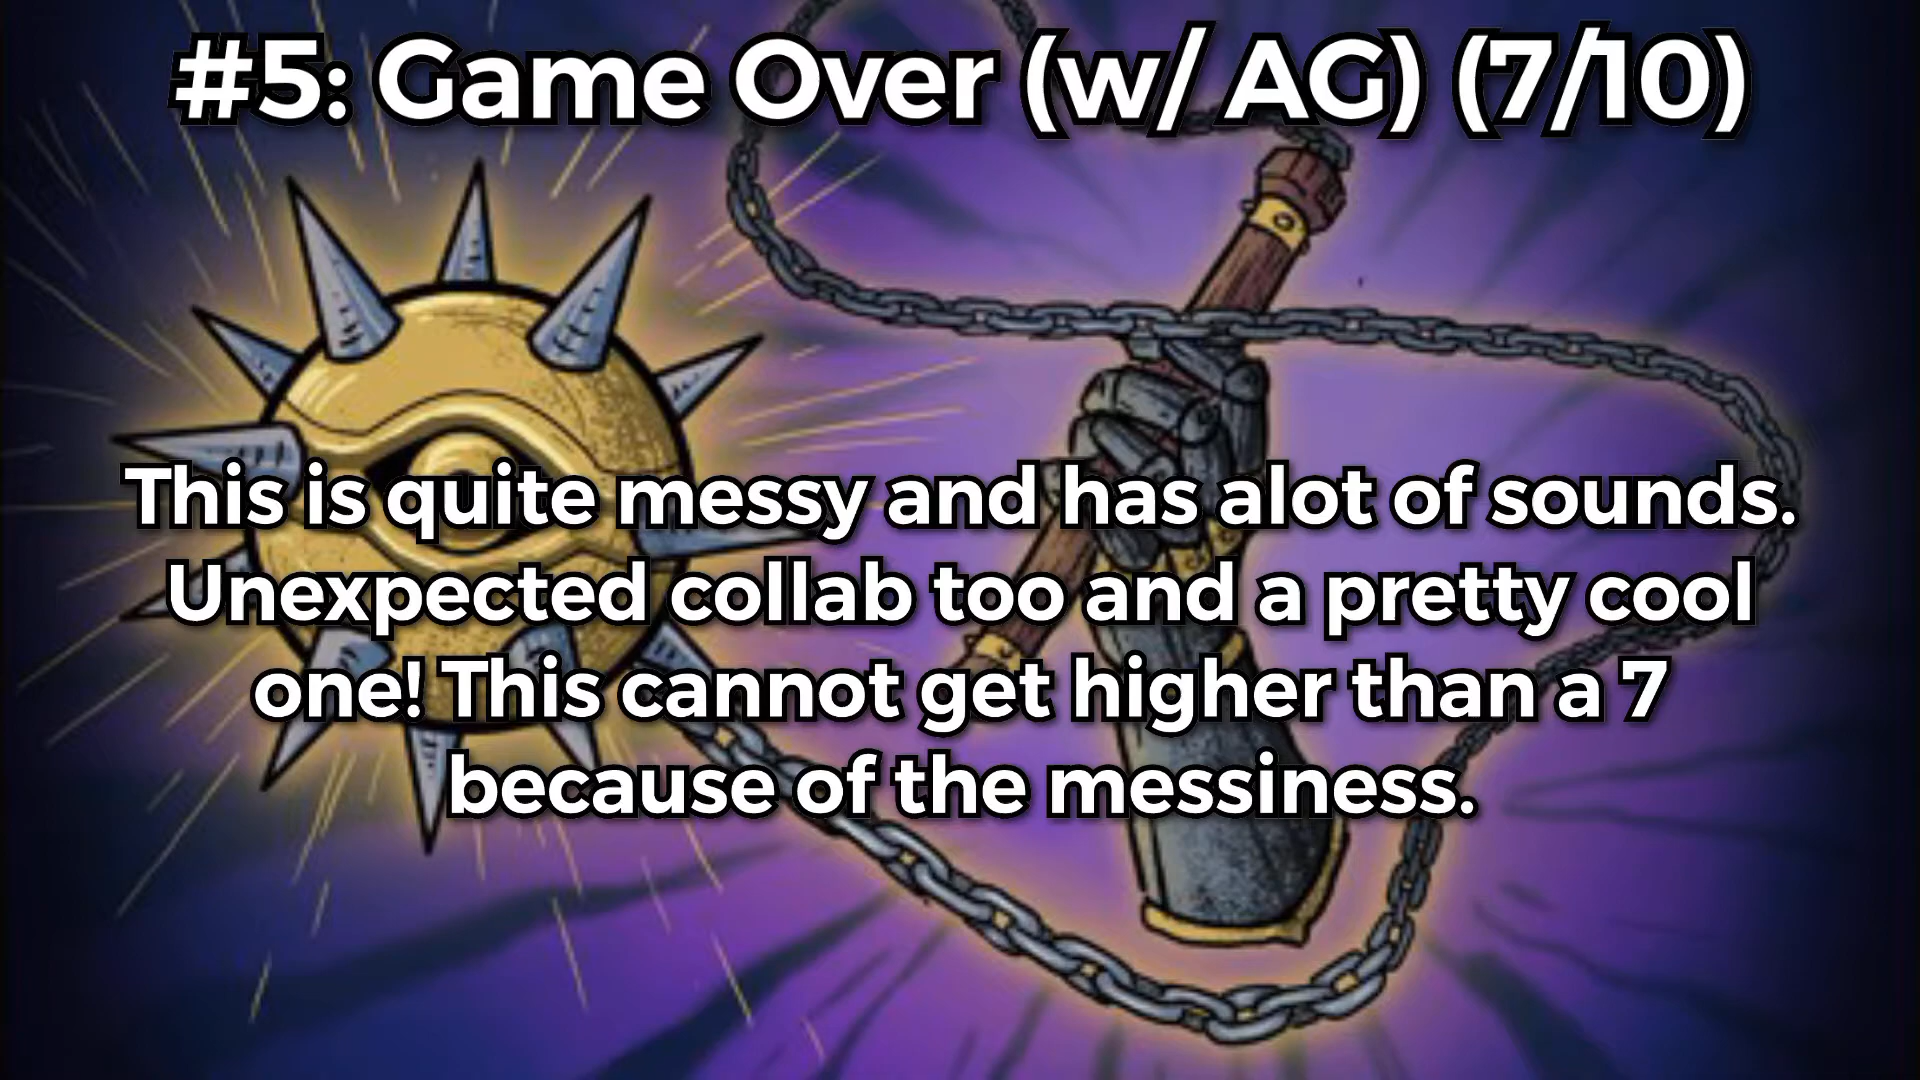 #5: Game Over (w/ AG) (7/10)
This is quite messy and has alot of sounds.
Unexpected collab too and a pretty cool
one! This cannot get higher than a 7
because of the messiness.